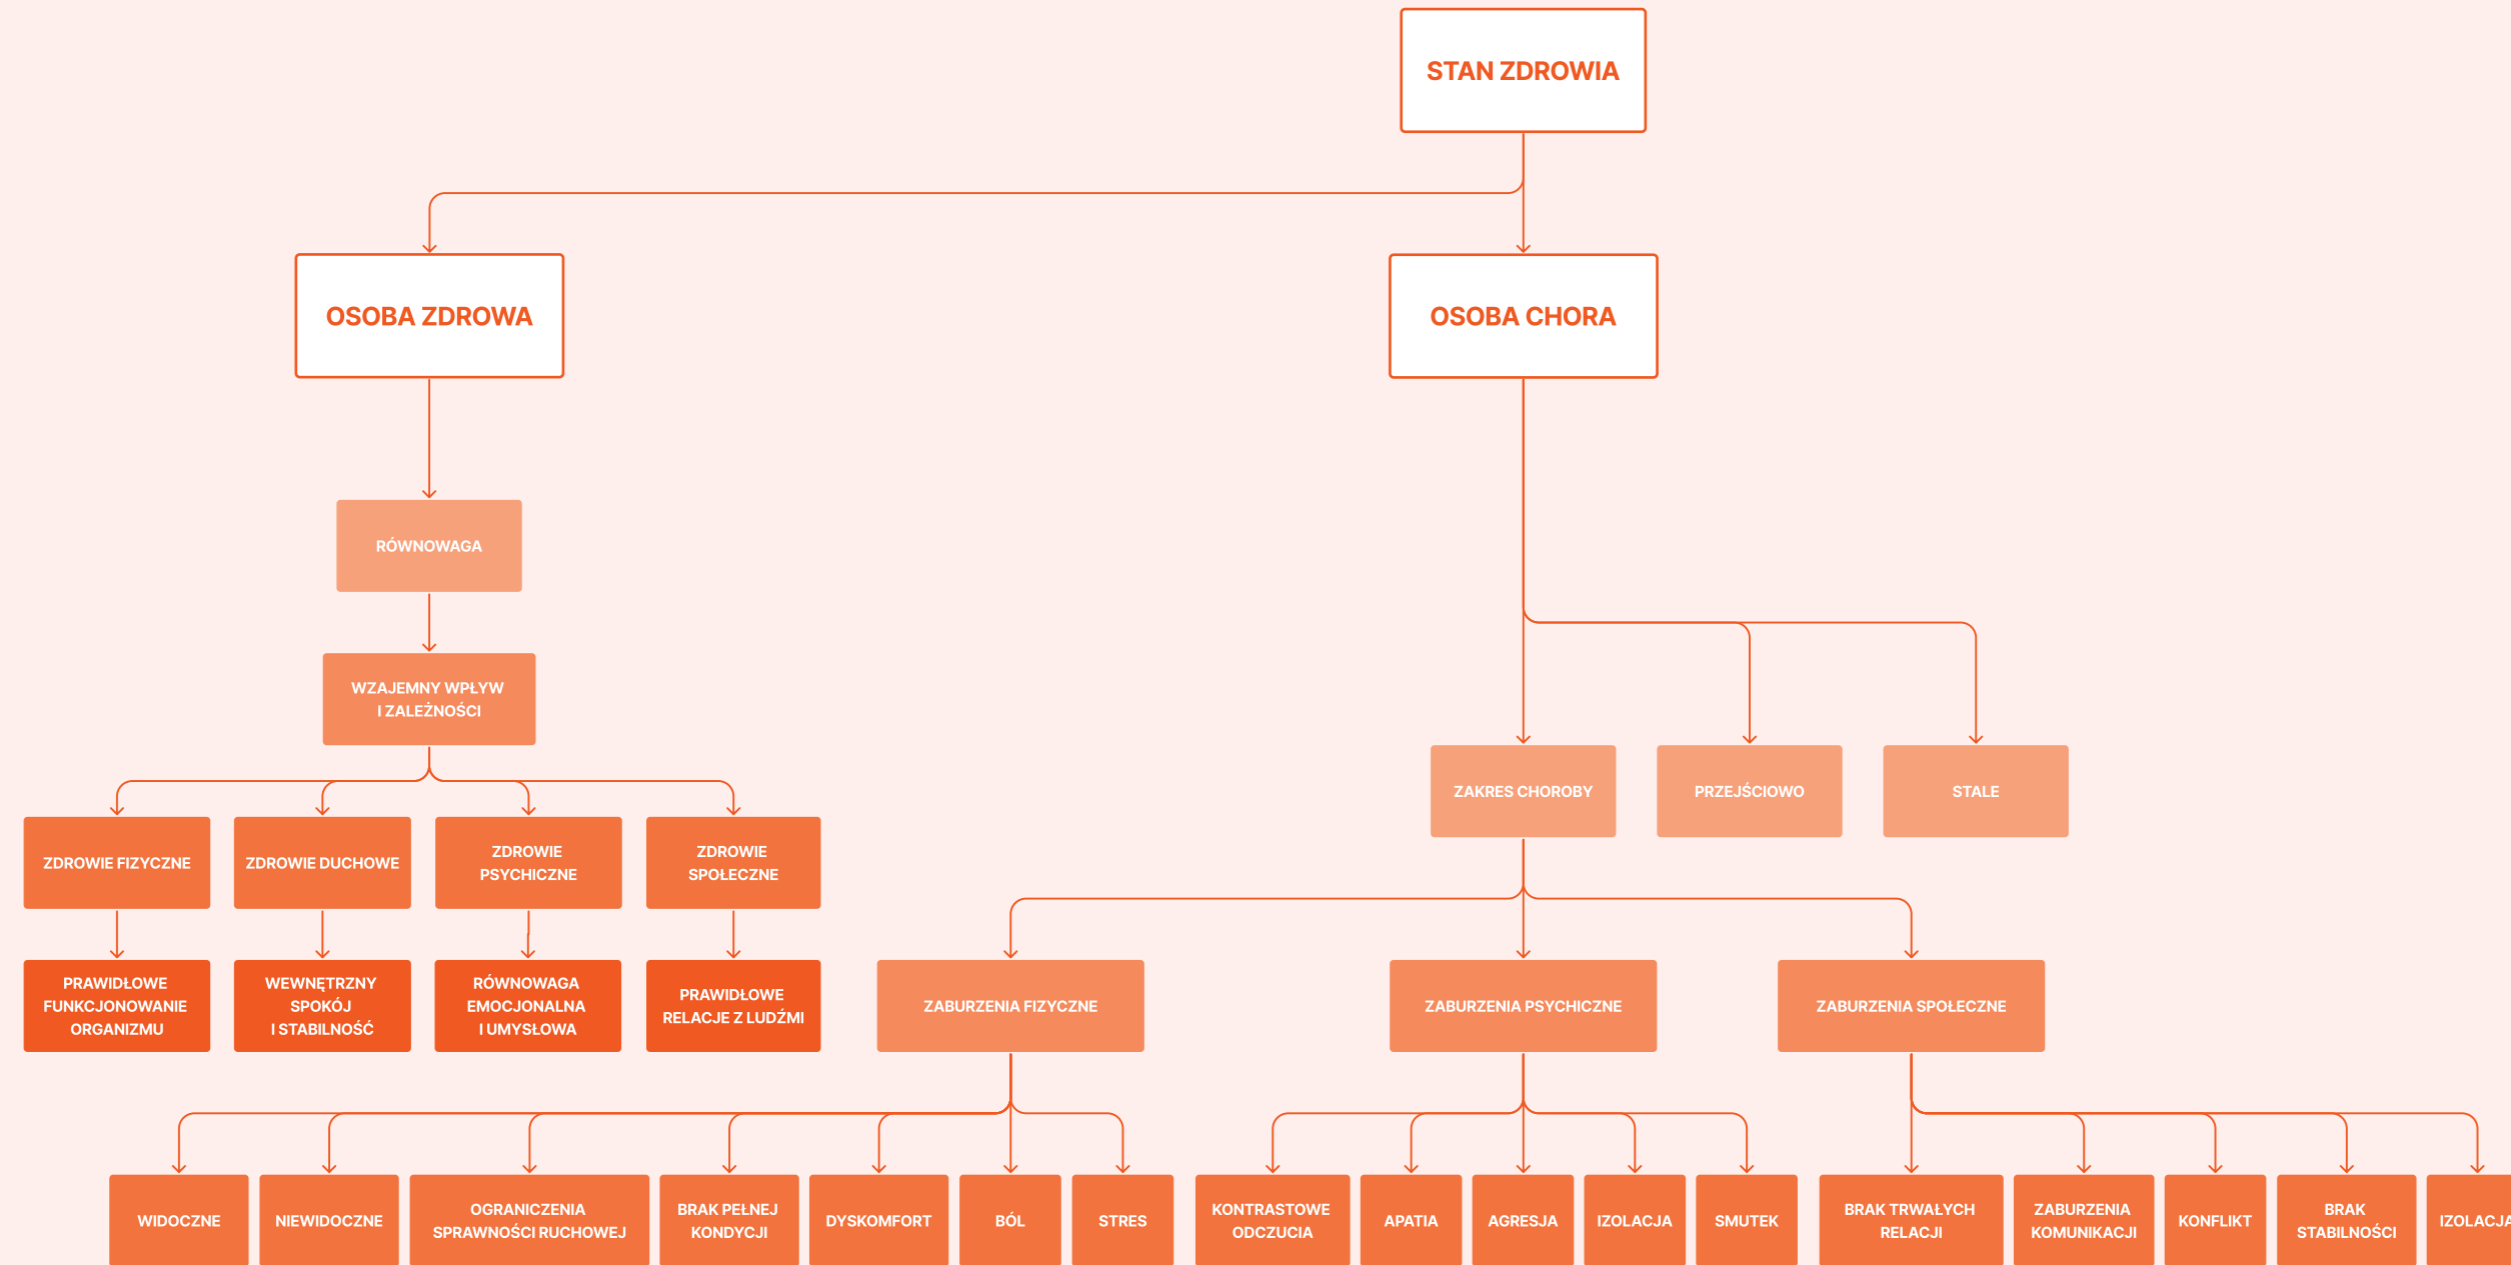 STAN ZDROWIA
OSOBA ZDROWA
OSOBA CHORA
RÓWNOWAGA
WZAJEMNY WPŁYW
I ZALEŻNOŚCI
ZAKRES CHOROBY
PRZEJŚCIOWO
STALE
ZDROWIE FIZYCZNE
ZDROWIE DUCHOWE
ZDROWIE
PSYCHICZNE
ZDROWIE
SPOŁECZNE
PRAWIDŁOWE
FUNKCJONOWANIE
ORGANIZMU
WEWNĘTRZNY
SPOKÓJ
I STABILNOŚĆ
RÓWNOWAGA
EMOCJONALNA
I UMYSŁOWA
PRAWIDŁOWE
RELACJE Z LUDŹMI
ZABURZENIA FIZYCZNE
ZABURZENIA PSYCHICZNE
ZABURZENIA SPOŁECZNE
WIDOCZNE
NIEWIDOCZNE
OGRANICZENIA
SPRAWNOŚCI RUCHOWEJ
BRAK PEŁNEJ
KONDYCJI
DYSKOMFORT
BÓL
STRES
KONTRASTOWE
ODCZUCIA
APATIA
AGRESJA
IZOLACJA
SMUTEK
BRAK TRWAŁYCH
RELACJI
ZABURZENIA
KOMUNIKACJI
KONFLIKT
BRAK
STABILNOŚCI
IZOLACJA